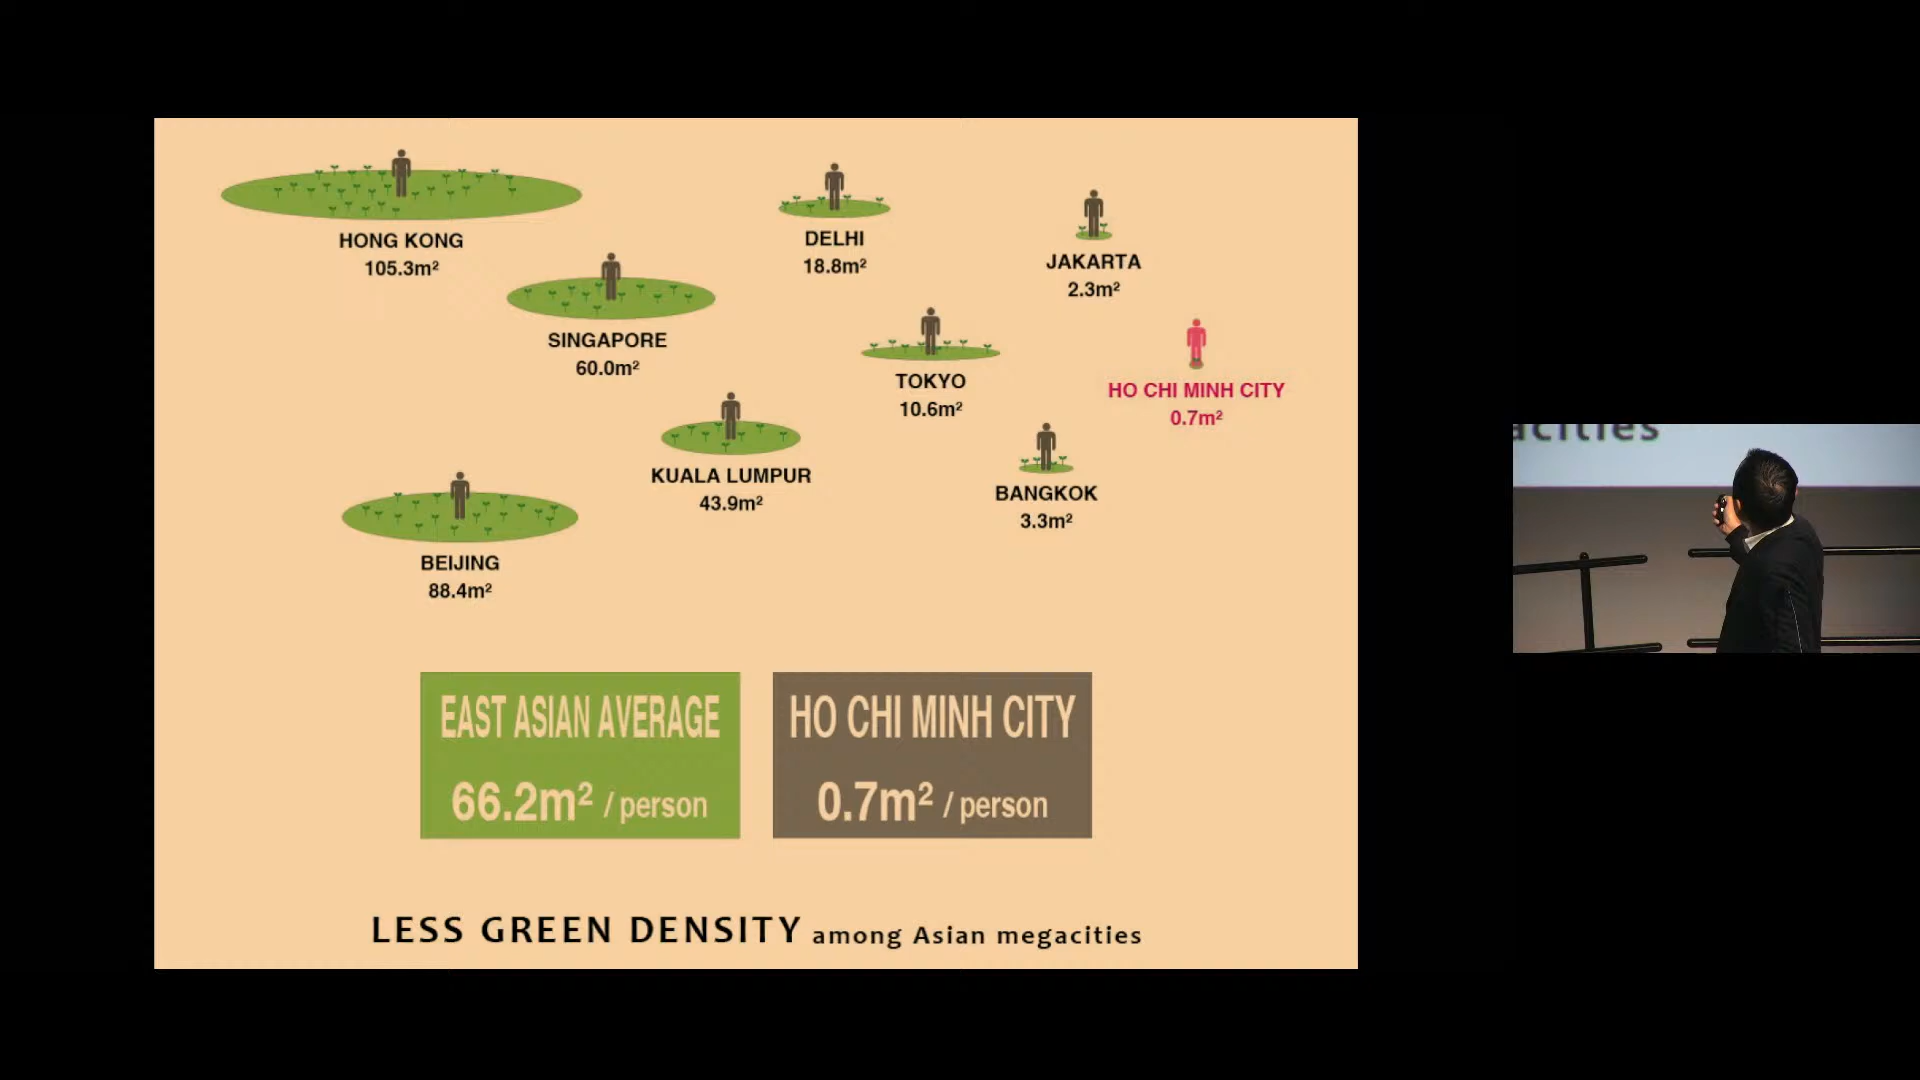 HONG KONG
105.3m²
DELHI
18.8m²
JAKARTA
2.3m²
SINGAPORE
60.0m²
TOKYO
10.6m²
HO CHI MINH CITY
0.7m²
KUALA LUMPUR
43.9m²
BANGKOK
3.3m²
BEIJING
88.4m²
EAST ASIAN AVERAGE
66.2m² / person
HO CHI MINH CITY
0.7m² / person
LESS GREEN DENSITY among Asian megacities
acities